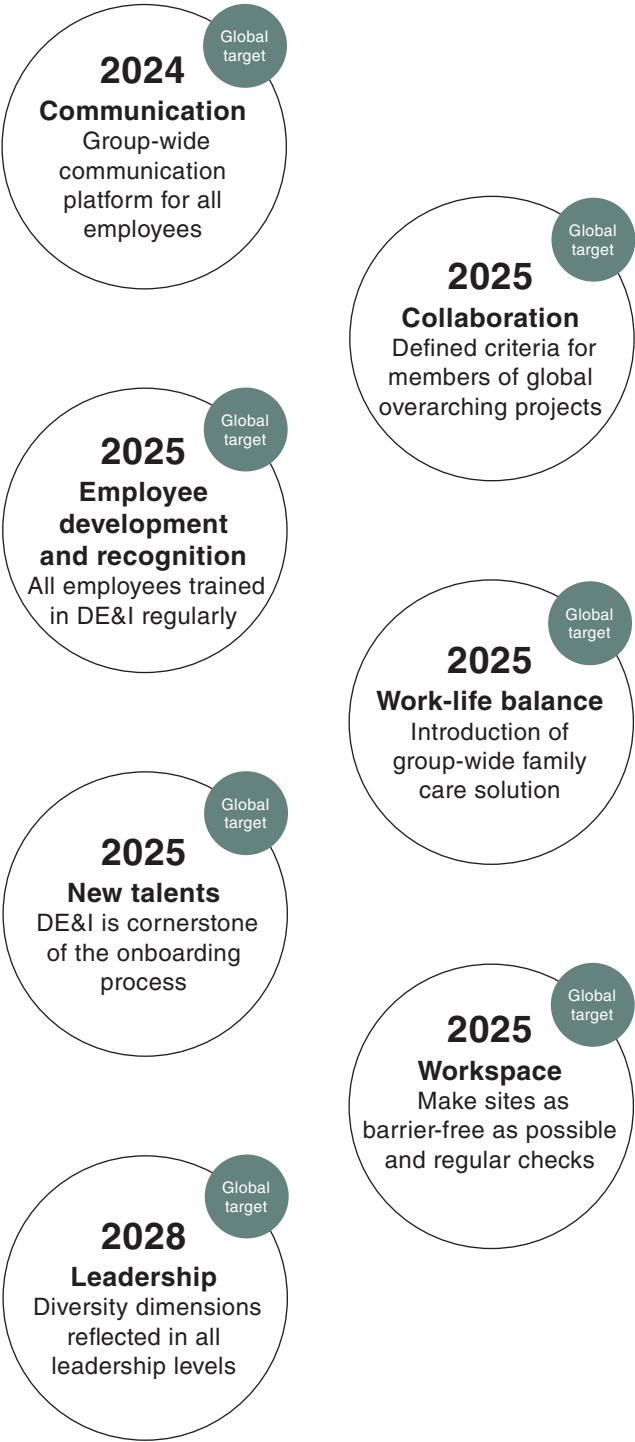 Global
target
2024
Communication
Group-wide
communication
platform for all
employees
Global
target
2025
Collaboration
Defined criteria for
members of global
overarching projects
Global
target
2025
Employee
development
and recognition
All employees trained
in DE&I regularly
Global
target
2025
Work-life balance
Introduction of
group-wide family
care solution
Global
target
2025
New talents
DE&I is cornerstone
of the onboarding
process
Global
target
2025
Workspace
Make sites as
barrier-free as possible
and regular checks
Global
target
2028
Leadership
Diversity dimensions
reflected in all
leadership levels